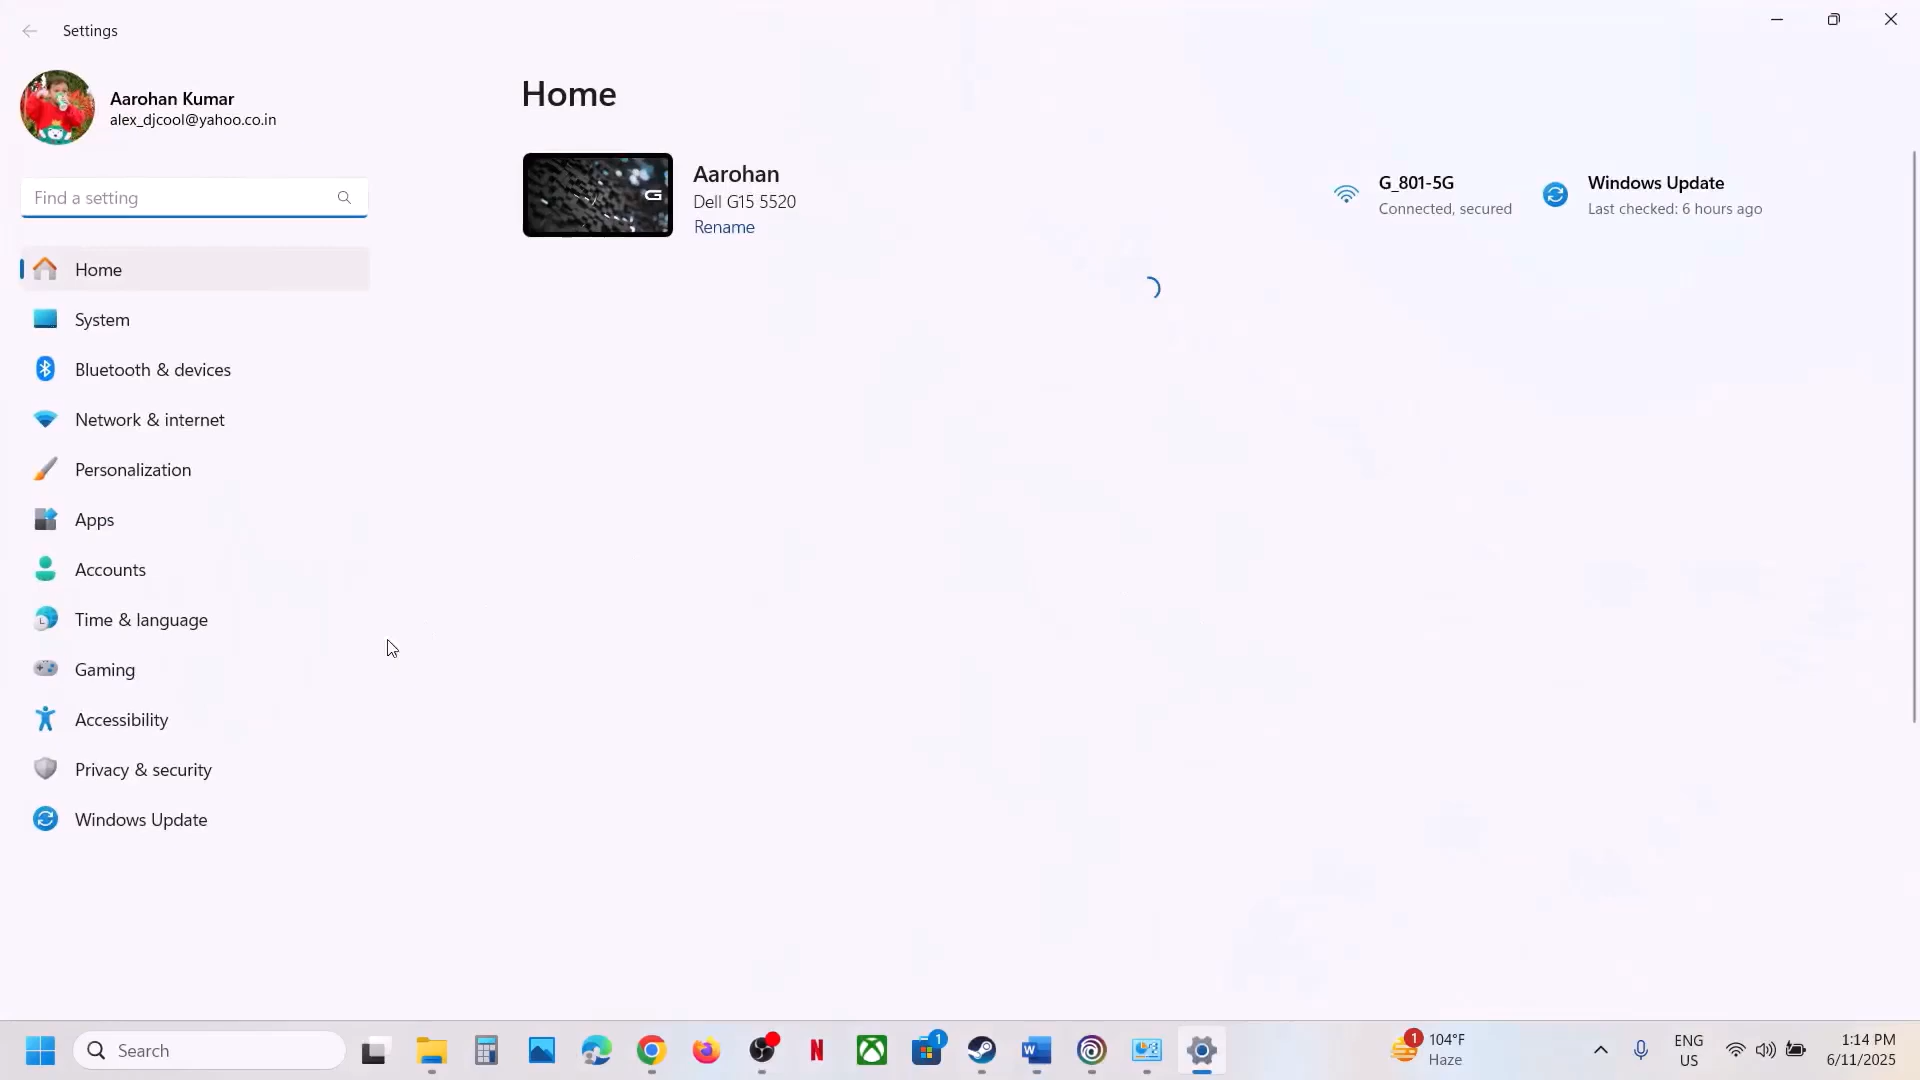 Settings
Aarohan Kumar
alex_djcool@yahoo.co.in
Find a setting
Home
System
Bluetooth & devices
Network & internet
Personalization
Apps
Accounts
Time & language
Gaming
Accessibility
Privacy & security
Windows Update
Home
Aarohan
Dell G15 5520
Rename
G_801-5G
Connected, secured
Windows Update
Last checked: 6 hours ago
Search
1
1
104°F
Haze
ENG
US
1:14 PM
6/11/2025